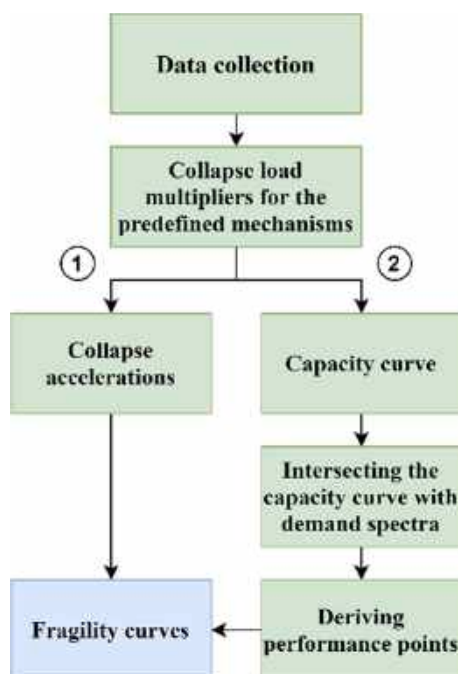 Data collection
Collapse load
multipliers for the
predefined mechanisms
1
2
Collapse
accelerations
Capacity curve
Intersecting the
capacity curve with
demand spectra
Fragility curves
Deriving
performance points